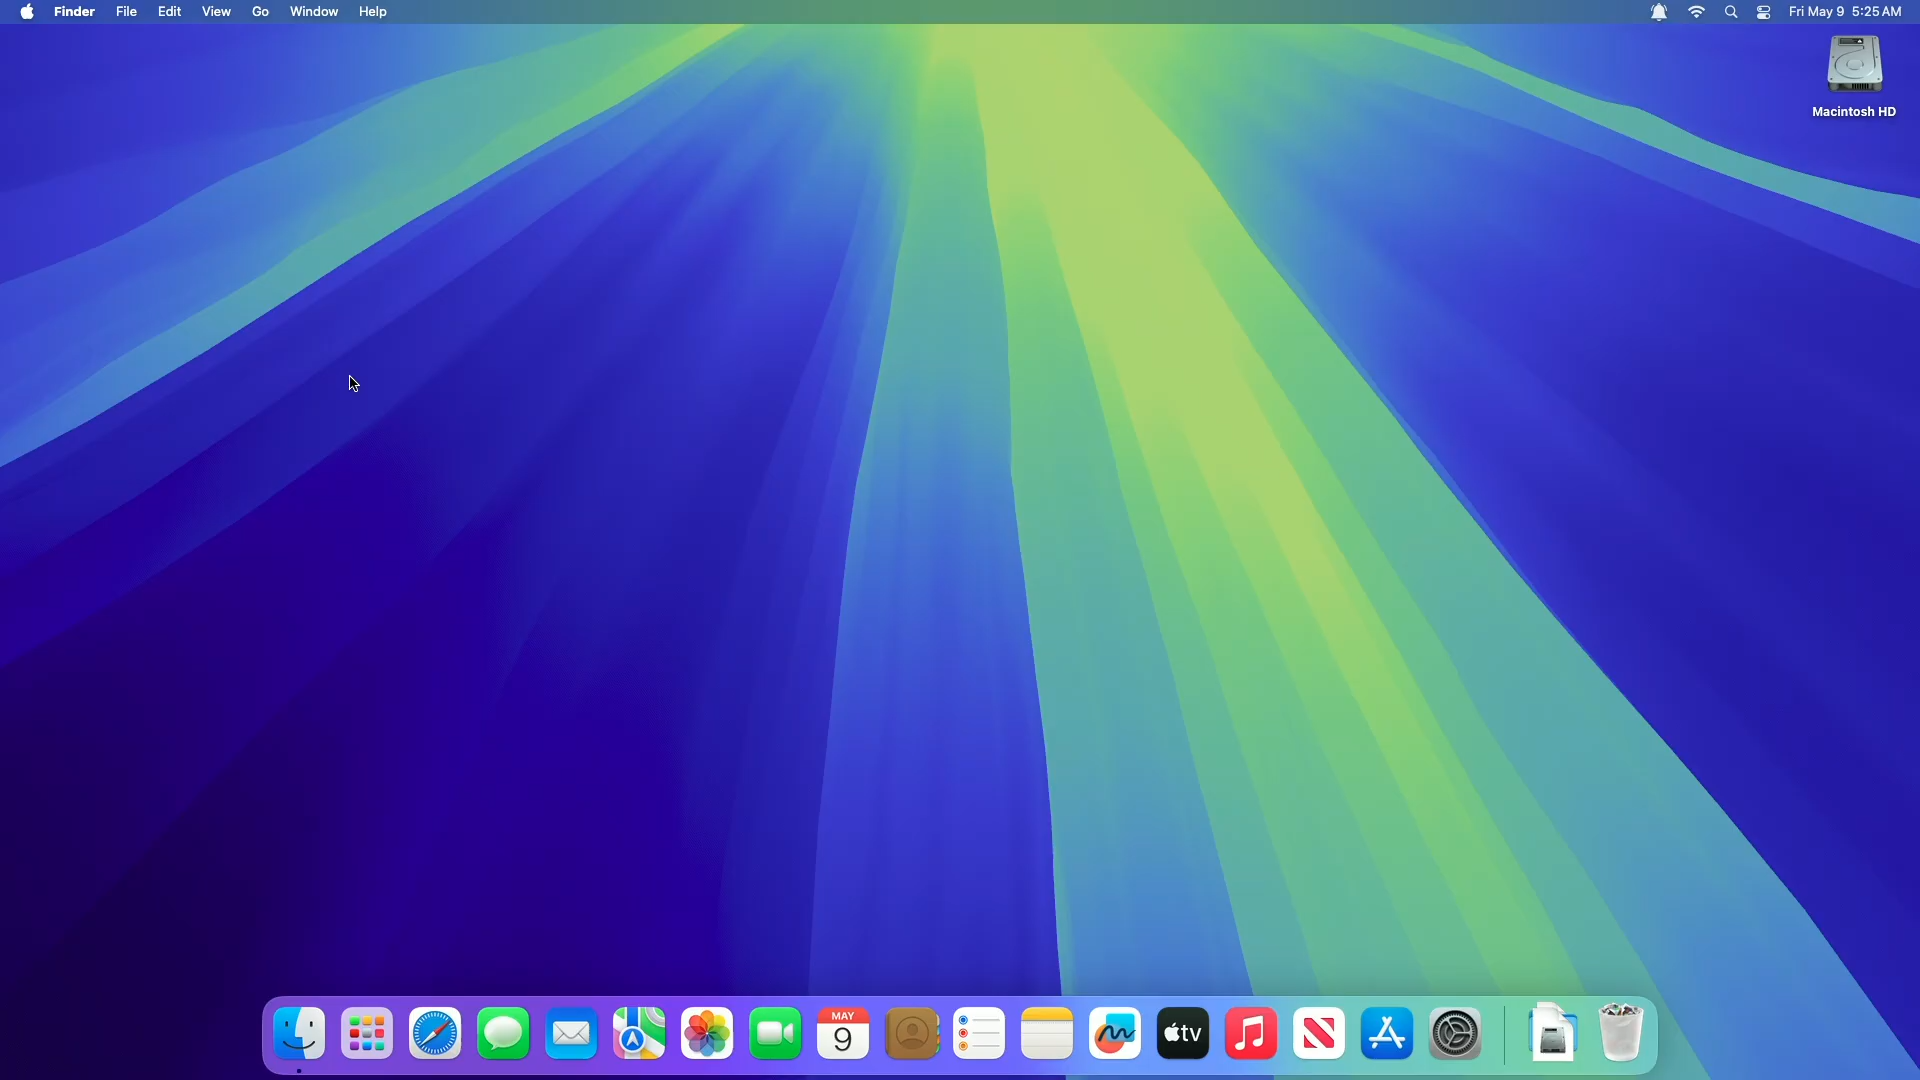 Finder File Edit View Go Window Help
Fri May 9 5:25 AM
Macintosh HD
MAY
9
tv